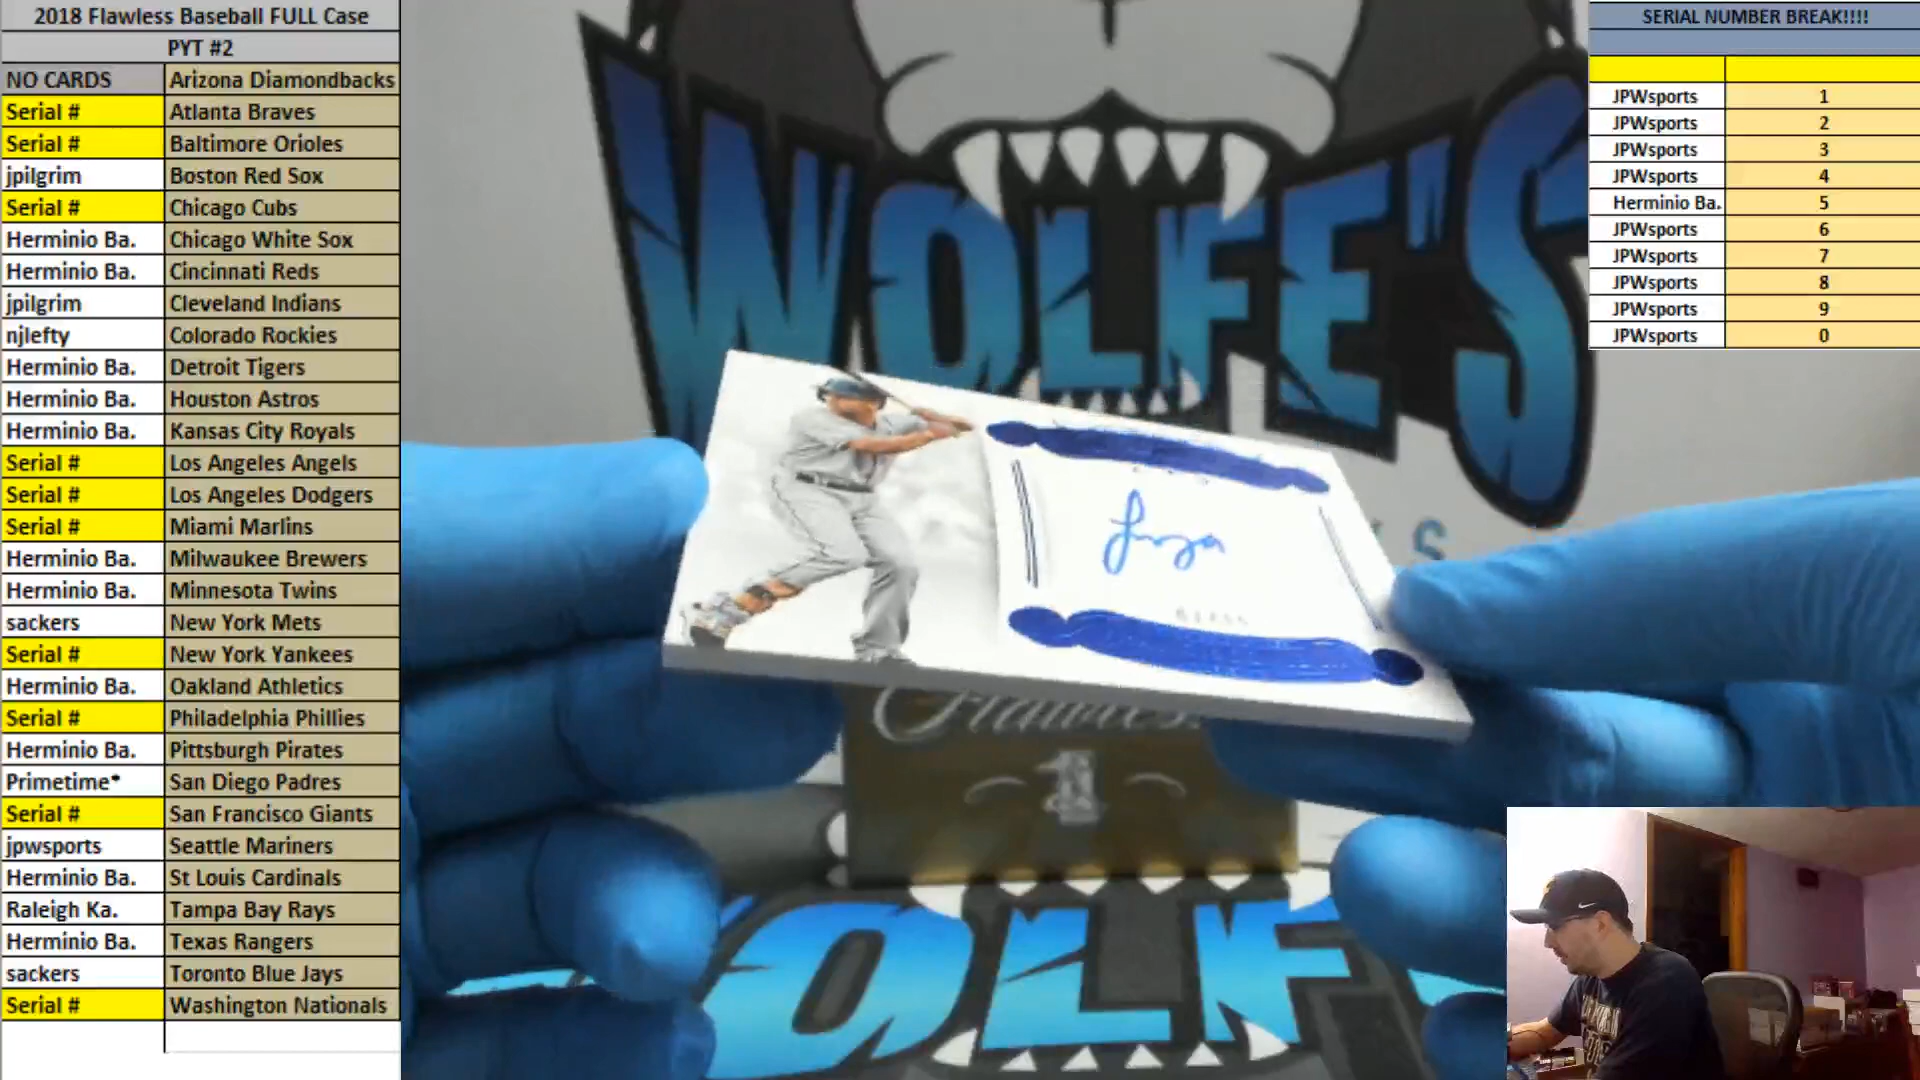 2018 Flawless Baseball FULL Case
PYT #2
NO CARDS Arizona Diamondbacks
Serial # Atlanta Braves
Serial # Baltimore Orioles
jpilgrim Boston Red Sox
Serial # Chicago Cubs
Herminio Ba. Chicago White Sox
Herminio Ba. Cincinnati Reds
jpilgrim Cleveland Indians
njlefty Colorado Rockies
Herminio Ba. Detroit Tigers
Herminio Ba. Houston Astros
Herminio Ba. Kansas City Royals
Serial # Los Angeles Angels
Serial # Los Angeles Dodgers
Serial # Miami Marlins
Herminio Ba. Milwaukee Brewers
Herminio Ba. Minnesota Twins
sackers New York Mets
Serial # New York Yankees
Herminio Ba. Oakland Athletics
Serial # Philadelphia Phillies
Herminio Ba. Pittsburgh Pirates
Primetime* San Diego Padres
Serial # San Francisco Giants
jpwsports Seattle Mariners
Herminio Ba. St Louis Cardinals
Raleigh Ka. Tampa Bay Rays
Herminio Ba. Texas Rangers
sackers Toronto Blue Jays
Serial # Washington Nationals
WOLFE'S
Flawless
WOLF
SERIAL NUMBER BREAK!!!!
JPWsports 1
JPWsports 2
JPWsports 3
JPWsports 4
Herminio Ba. 5
JPWsports 6
JPWsports 7
JPWsports 8
JPWsports 9
JPWsports 0